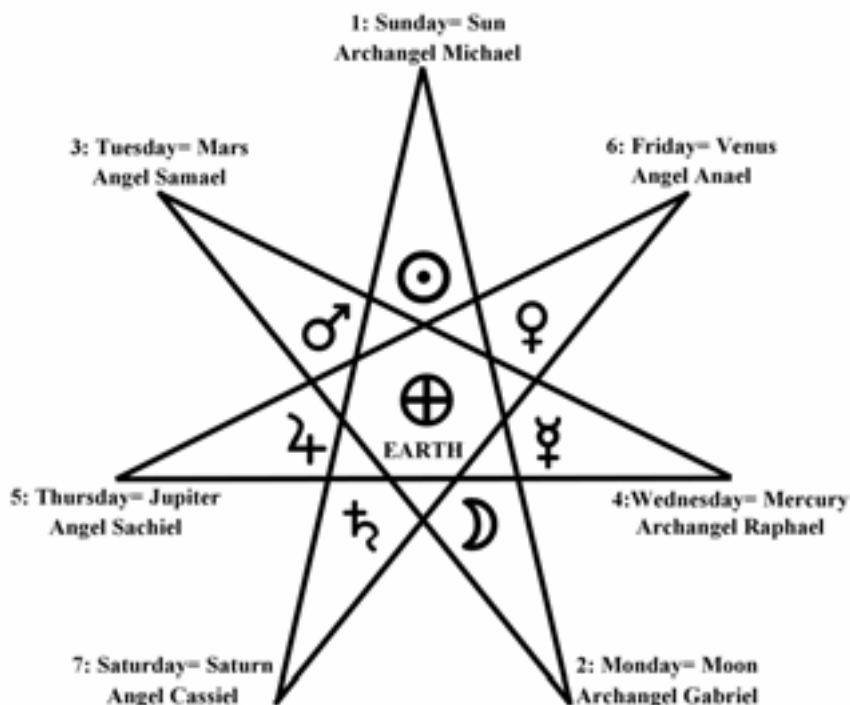 1: Sunday= Sun
Archangel Michael
3: Tuesday= Mars
Angel Samael
6: Friday= Venus
Angel Anael
EARTH
5: Thursday= Jupiter
Angel Sachiel
4:Wednesday= Mercury
Archangel Raphael
7: Saturday= Saturn
Angel Cassiel
2: Monday= Moon
Archangel Gabriel